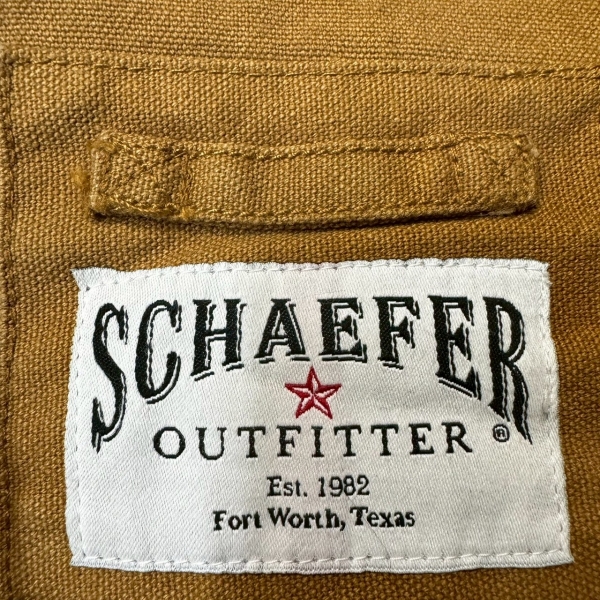 SCHAEFER
OUTFITTER ®
Est. 1982
Fort Worth, Texas